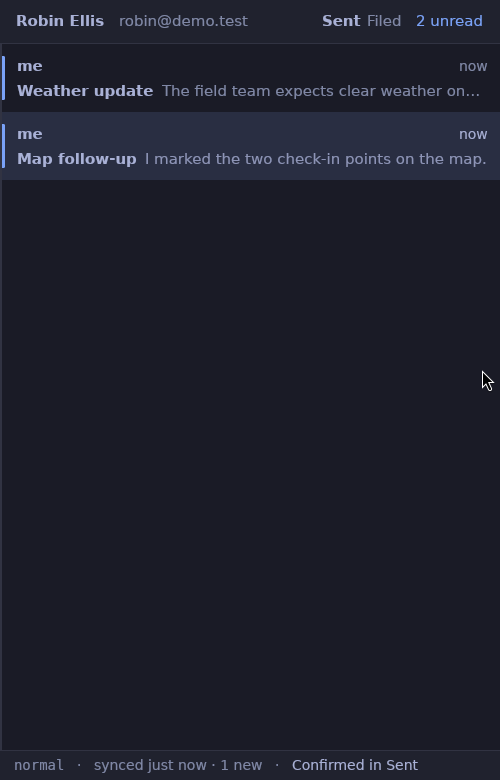 Robin Ellis robin@demo.test Sent Filed 2 unread
me now
Weather update The field team expects clear weather on…
me now
Map follow-up I marked the two check-in points on the map.
normal · synced just now · 1 new · Confirmed in Sent